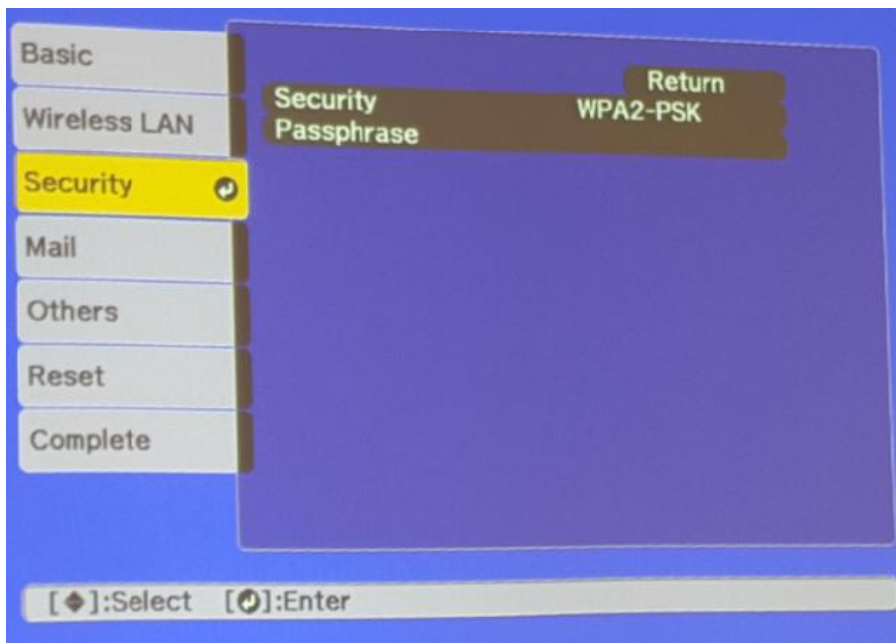 Basic
Wireless LAN
Security
Mail
Others
Reset
Complete
Return
Security WPA2-PSK
Passphrase
[◆]:Select [↵]:Enter